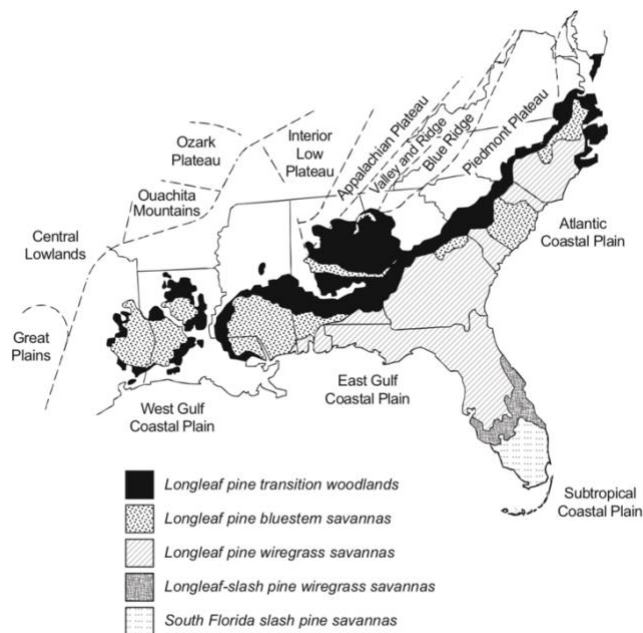 Appalachian Plateau
Valley and Ridge
Blue Ridge
Piedmont Plateau
Ozark
Plateau
Interior
Low
Plateau
Ouachita
Mountains
Central
Lowlands
Atlantic
Coastal Plain
Great
Plains
West Gulf
Coastal Plain
East Gulf
Coastal Plain
Subtropical
Coastal Plain
Longleaf pine transition woodlands
Longleaf pine bluestem savannas
Longleaf pine wiregrass savannas
Longleaf-slash pine wiregrass savannas
South Florida slash pine savannas